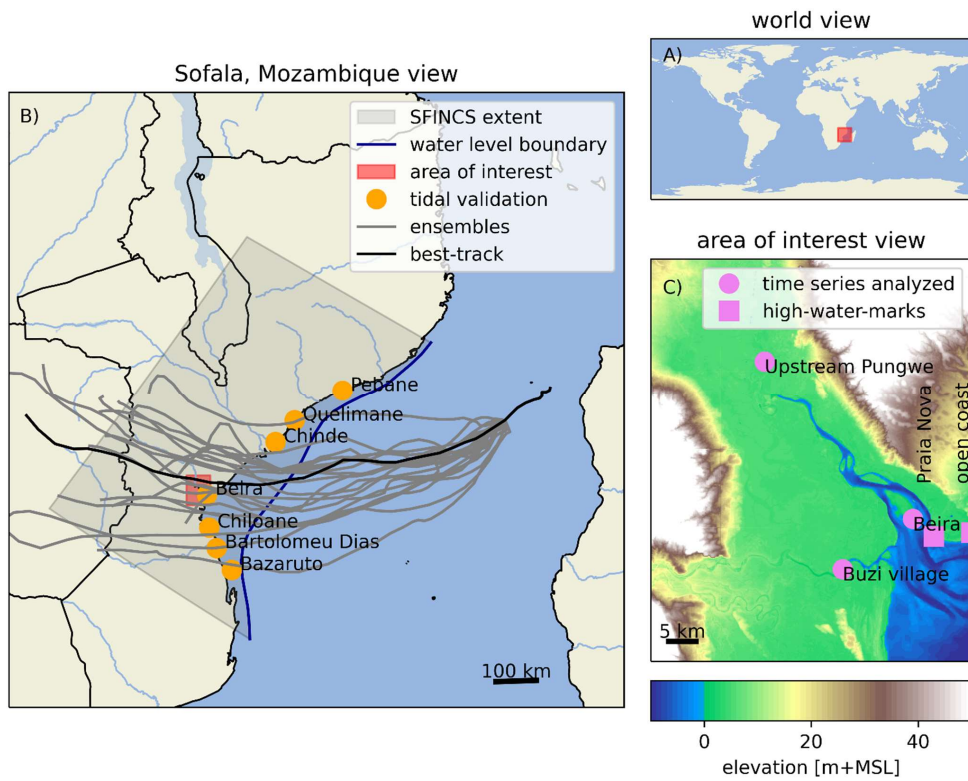 world view
A)
Sofala, Mozambique view
B)
SFINCS extent
water level boundary
area of interest
tidal validation
ensembles
best-track
Pebane
Quelimane
Chinde
Beira
Chiloane
Bartolomeu Dias
Bazaruto
100 km
area of interest view
C)
time series analyzed
high-water-marks
Upstream Pungwe
Praia Nova
open coast
Beira
Buzi village
5 km
0 20 40
elevation [m+MSL]